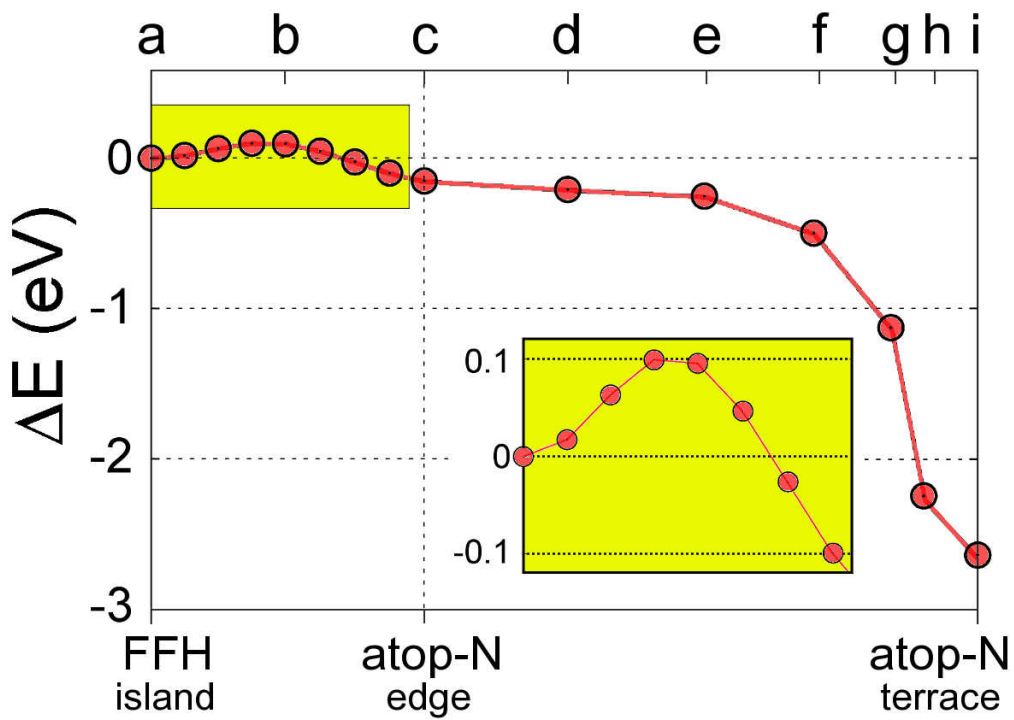 a b c d e f g h i
0
-1
-2
-3
ΔE (eV)
0.1
0
-0.1
FFH
island
atop-N
edge
atop-N
terrace